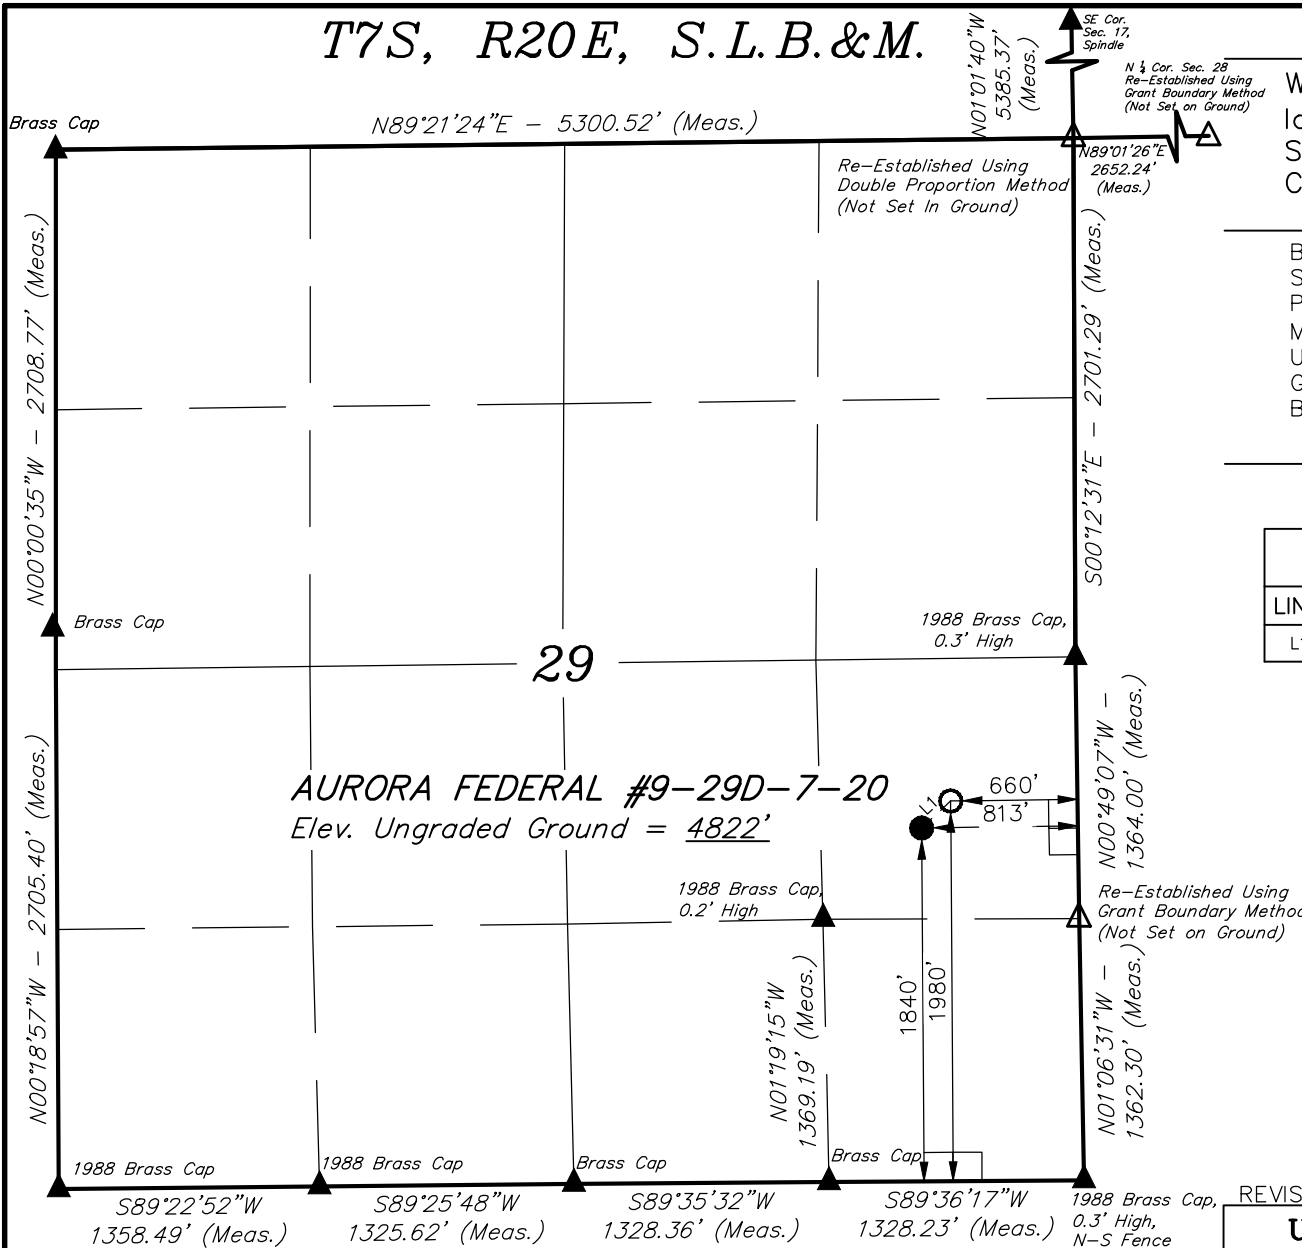 T7S, R20E, S.L.B.&M.
N01°01'40"W
5385.37'
(Meas.)
SE Cor.
Sec. 17,
Spindle
N ¼ Cor. Sec. 28
Re-Established Using
Grant Boundary Method
(Not Set on Ground)
Brass Cap
N89°21'24"E - 5300.52' (Meas.)
N89°01'26"E
2652.24'
(Meas.)
Re-Established Using
Double Proportion Method
(Not Set In Ground)
W
S
C
B
S
P
M
U
G
B
N00°00'35"W - 2708.77' (Meas.)
S00°12'31"E - 2701.29' (Meas.)
LIN
L1
Brass Cap
1988 Brass Cap,
0.3' High
29
AURORA FEDERAL #9-29D-7-20
Elev. Ungraded Ground = 4822'
L1
660'
813'
N00°49'07"W -
1364.00' (Meas.)
N00°18'57"W - 2705.40' (Meas.)
1988 Brass Cap,
0.2' High
Re-Established Using
Grant Boundary Method
(Not Set on Ground)
1840'
1980'
N01°19'15"W
1369.19' (Meas.)
N01°06'31"W -
1362.30' (Meas.)
1988 Brass Cap
1988 Brass Cap
Brass Cap
Brass Cap
S89°22'52"W
1358.49' (Meas.)
S89°25'48"W
1325.62' (Meas.)
S89°35'32"W
1328.36' (Meas.)
S89°36'17"W
1328.23' (Meas.)
1988 Brass Cap,
0.3' High,
N-S Fence
REVIS